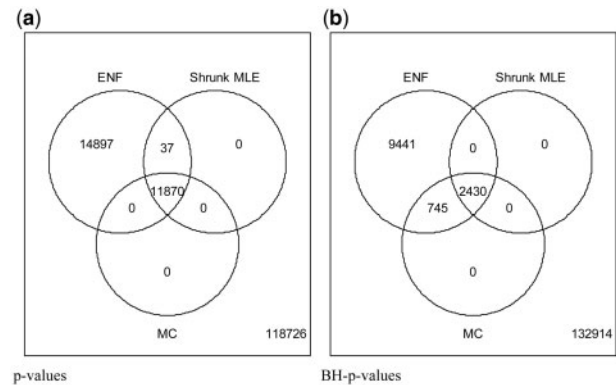 (a)
ENF Shrunk MLE
14897 37 0
11870
0 0
0
MC 118726
p-values
(b)
ENF Shrunk MLE
9441 0 0
2430
745 0
0
MC 132914
BH-p-values